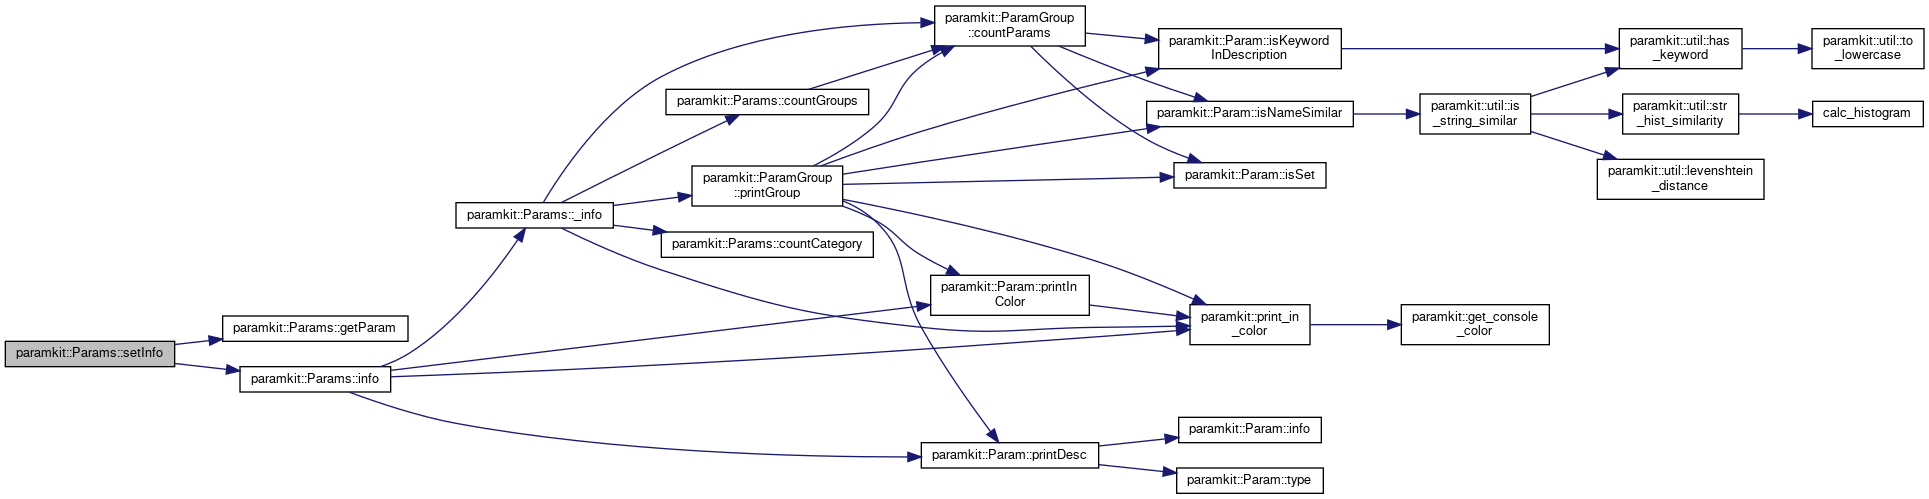 paramkit::Params::setInfo
paramkit::Params::getParam
paramkit::Params::info
paramkit::Params::_info
paramkit::Params::countGroups
paramkit::ParamGroup
::printGroup
paramkit::Params::countCategory
paramkit::ParamGroup
::countParams
paramkit::Param::printIn
Color
paramkit::Param::printDesc
paramkit::Param::isKeyword
InDescription
paramkit::Param::isNameSimilar
paramkit::Param::isSet
paramkit::print_in
_color
paramkit::Param::info
paramkit::Param::type
paramkit::util::is
_string_similar
paramkit::get_console
_color
paramkit::util::has
_keyword
paramkit::util::str
_hist_similarity
paramkit::util::levenshtein
_distance
paramkit::util::to
_lowercase
calc_histogram